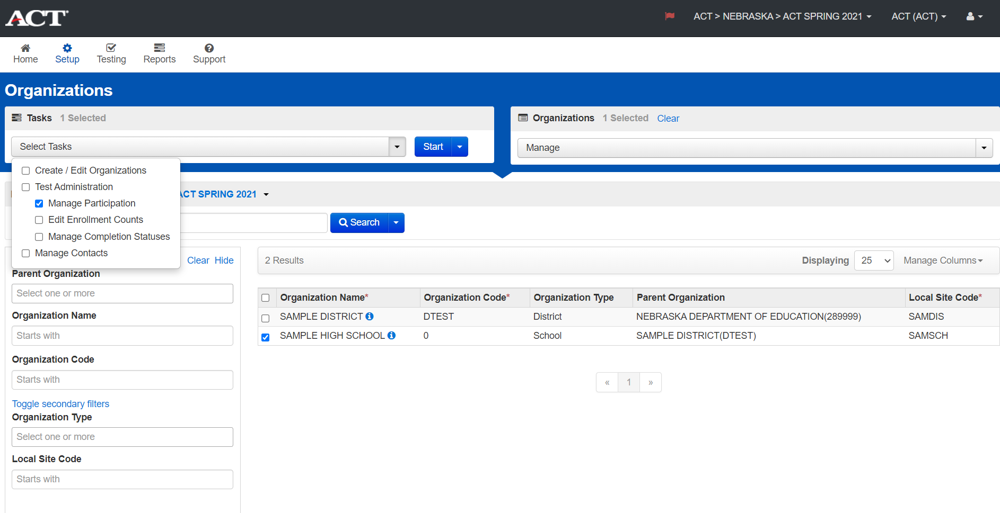 ACT
ACT > NEBRASKA > ACT SPRING 2021
ACT (ACT)
Home
Setup
Testing
Reports
Support
Organizations
Tasks 1 Selected
Select Tasks
Start
Organizations 1 Selected Clear
Manage
Create / Edit Organizations
Test Administration
Manage Participation
Edit Enrollment Counts
Manage Completion Statuses
Manage Contacts
ACT SPRING 2021
Search
Clear Hide
Parent Organization
Select one or more
Organization Name
Starts with
Organization Code
Starts with
Toggle secondary filters
Organization Type
Select one or more
Local Site Code
Starts with
2 Results
Displaying 25 Manage Columns
Organization Name* Organization Code* Organization Type Parent Organization Local Site Code*
SAMPLE DISTRICT DTEST District NEBRASKA DEPARTMENT OF EDUCATION(289999) SAMDIS
SAMPLE HIGH SCHOOL 0 School SAMPLE DISTRICT(DTEST) SAMSCH
« 1 »